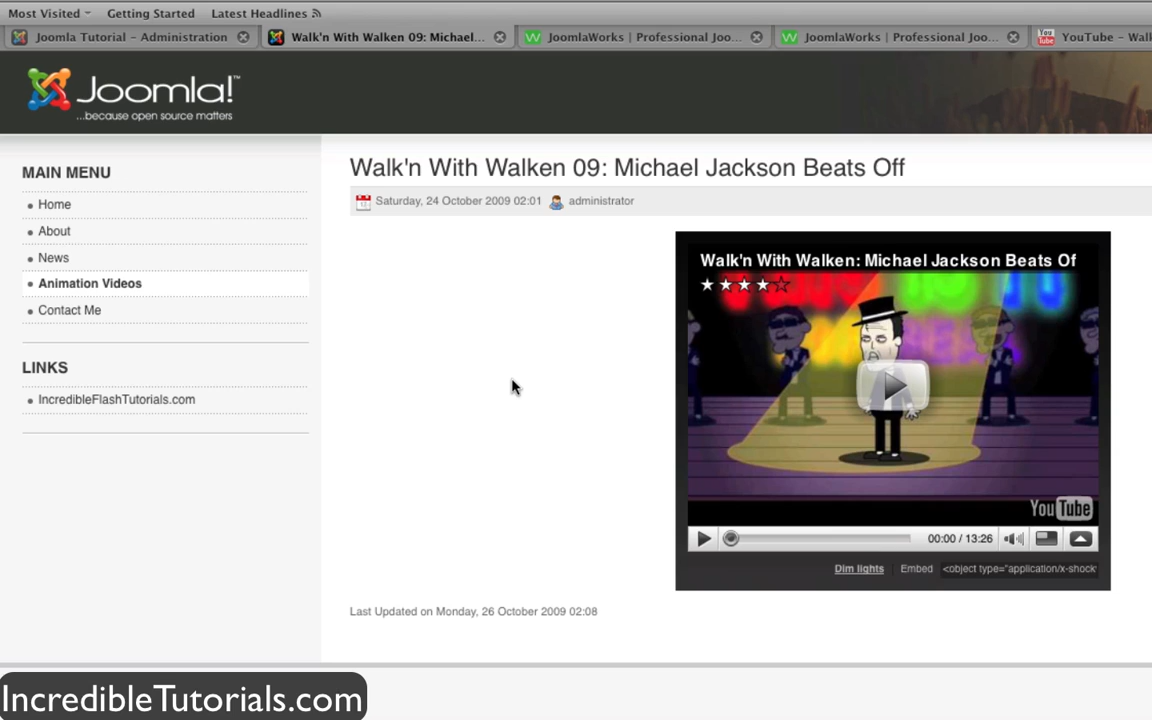 Most Visited Getting Started Latest Headlines
Joomla Tutorial - Administration Walk'n With Walken 09: Michael... JoomlaWorks | Professional Joo... JoomlaWorks | Professional Joo... YouTube - Walk
Joomla!™
...because open source matters
MAIN MENU
Home
About
News
Animation Videos
Contact Me
LINKS
IncredibleFlashTutorials.com
Walk'n With Walken 09: Michael Jackson Beats Off
Saturday, 24 October 2009 02:01 administrator
Walk'n With Walken: Michael Jackson Beats Of
YouTube
00:00 / 13:26
Dim lights Embed <object type="application/x-shock
Last Updated on Monday, 26 October 2009 02:08
IncredibleTutorials.com